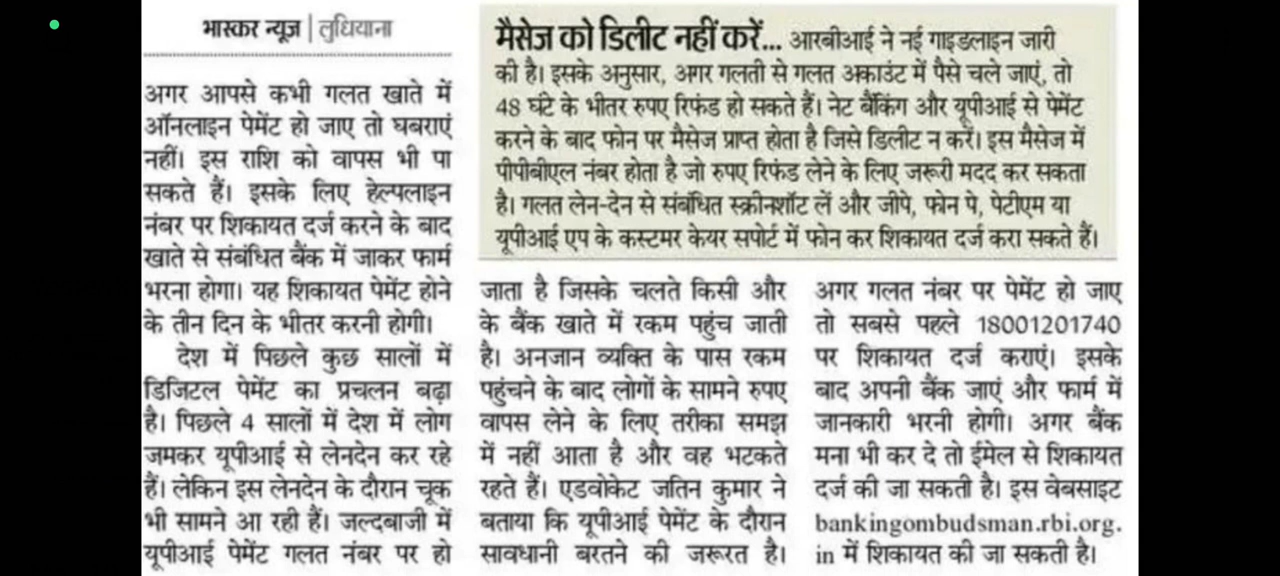 भास्कर न्यूज | लुधियाना
अगर आपसे कभी गलत खाते में
ऑनलाइन पेमेंट हो जाए तो घबराएं
नहीं। इस राशि को वापस भी पा
सकते हैं। इसके लिए हेल्पलाइन
नंबर पर शिकायत दर्ज करने के बाद
खाते से संबंधित बैंक में जाकर फार्म
भरना होगा। यह शिकायत पेमेंट होने
के तीन दिन के भीतर करनी होगी।
देश में पिछले कुछ सालों में
डिजिटल पेमेंट का प्रचलन बढ़ा
है। पिछले 4 सालों में देश में लोग
जमकर यूपीआई से लेनदेन कर रहे
हैं। लेकिन इस लेनदेन के दौरान चूक
भी सामने आ रही हैं। जल्दबाजी में
यूपीआई पेमेंट गलत नंबर पर हो
मैसेज को डिलीट नहीं करें... आरबीआई ने नई गाइडलाइन जारी
की है। इसके अनुसार, अगर गलती से गलत अकाउंट में पैसे चले जाएं, तो
48 घंटे के भीतर रुपए रिफंड हो सकते हैं। नेट बैंकिंग और यूपीआई से पेमेंट
करने के बाद फोन पर मैसेज प्राप्त होता है जिसे डिलीट न करें। इस मैसेज में
पीपीबीएल नंबर होता है जो रुपए रिफंड लेने के लिए जरूरी मदद कर सकता
है। गलत लेन-देन से संबंधित स्क्रीनशॉट लें और जीपे, फोन पे, पेटीएम या
यूपीआई एप के कस्टमर केयर सपोर्ट में फोन कर शिकायत दर्ज करा सकते हैं।
जाता है जिसके चलते किसी और
के बैंक खाते में रकम पहुंच जाती
है। अनजान व्यक्ति के पास रकम
पहुंचने के बाद लोगों के सामने रुपए
वापस लेने के लिए तरीका समझ
में नहीं आता है और वह भटकते
रहते हैं। एडवोकेट जतिन कुमार ने
बताया कि यूपीआई पेमेंट के दौरान
सावधानी बरतने की जरूरत है।
अगर गलत नंबर पर पेमेंट हो जाए
तो सबसे पहले 18001201740
पर शिकायत दर्ज कराएं। इसके
बाद अपनी बैंक जाएं और फार्म में
जानकारी भरनी होगी। अगर बैंक
मना भी कर दे तो ईमेल से शिकायत
दर्ज की जा सकती है। इस वेबसाइट
bankingombudsman.rbi.org.
in में शिकायत की जा सकती है।